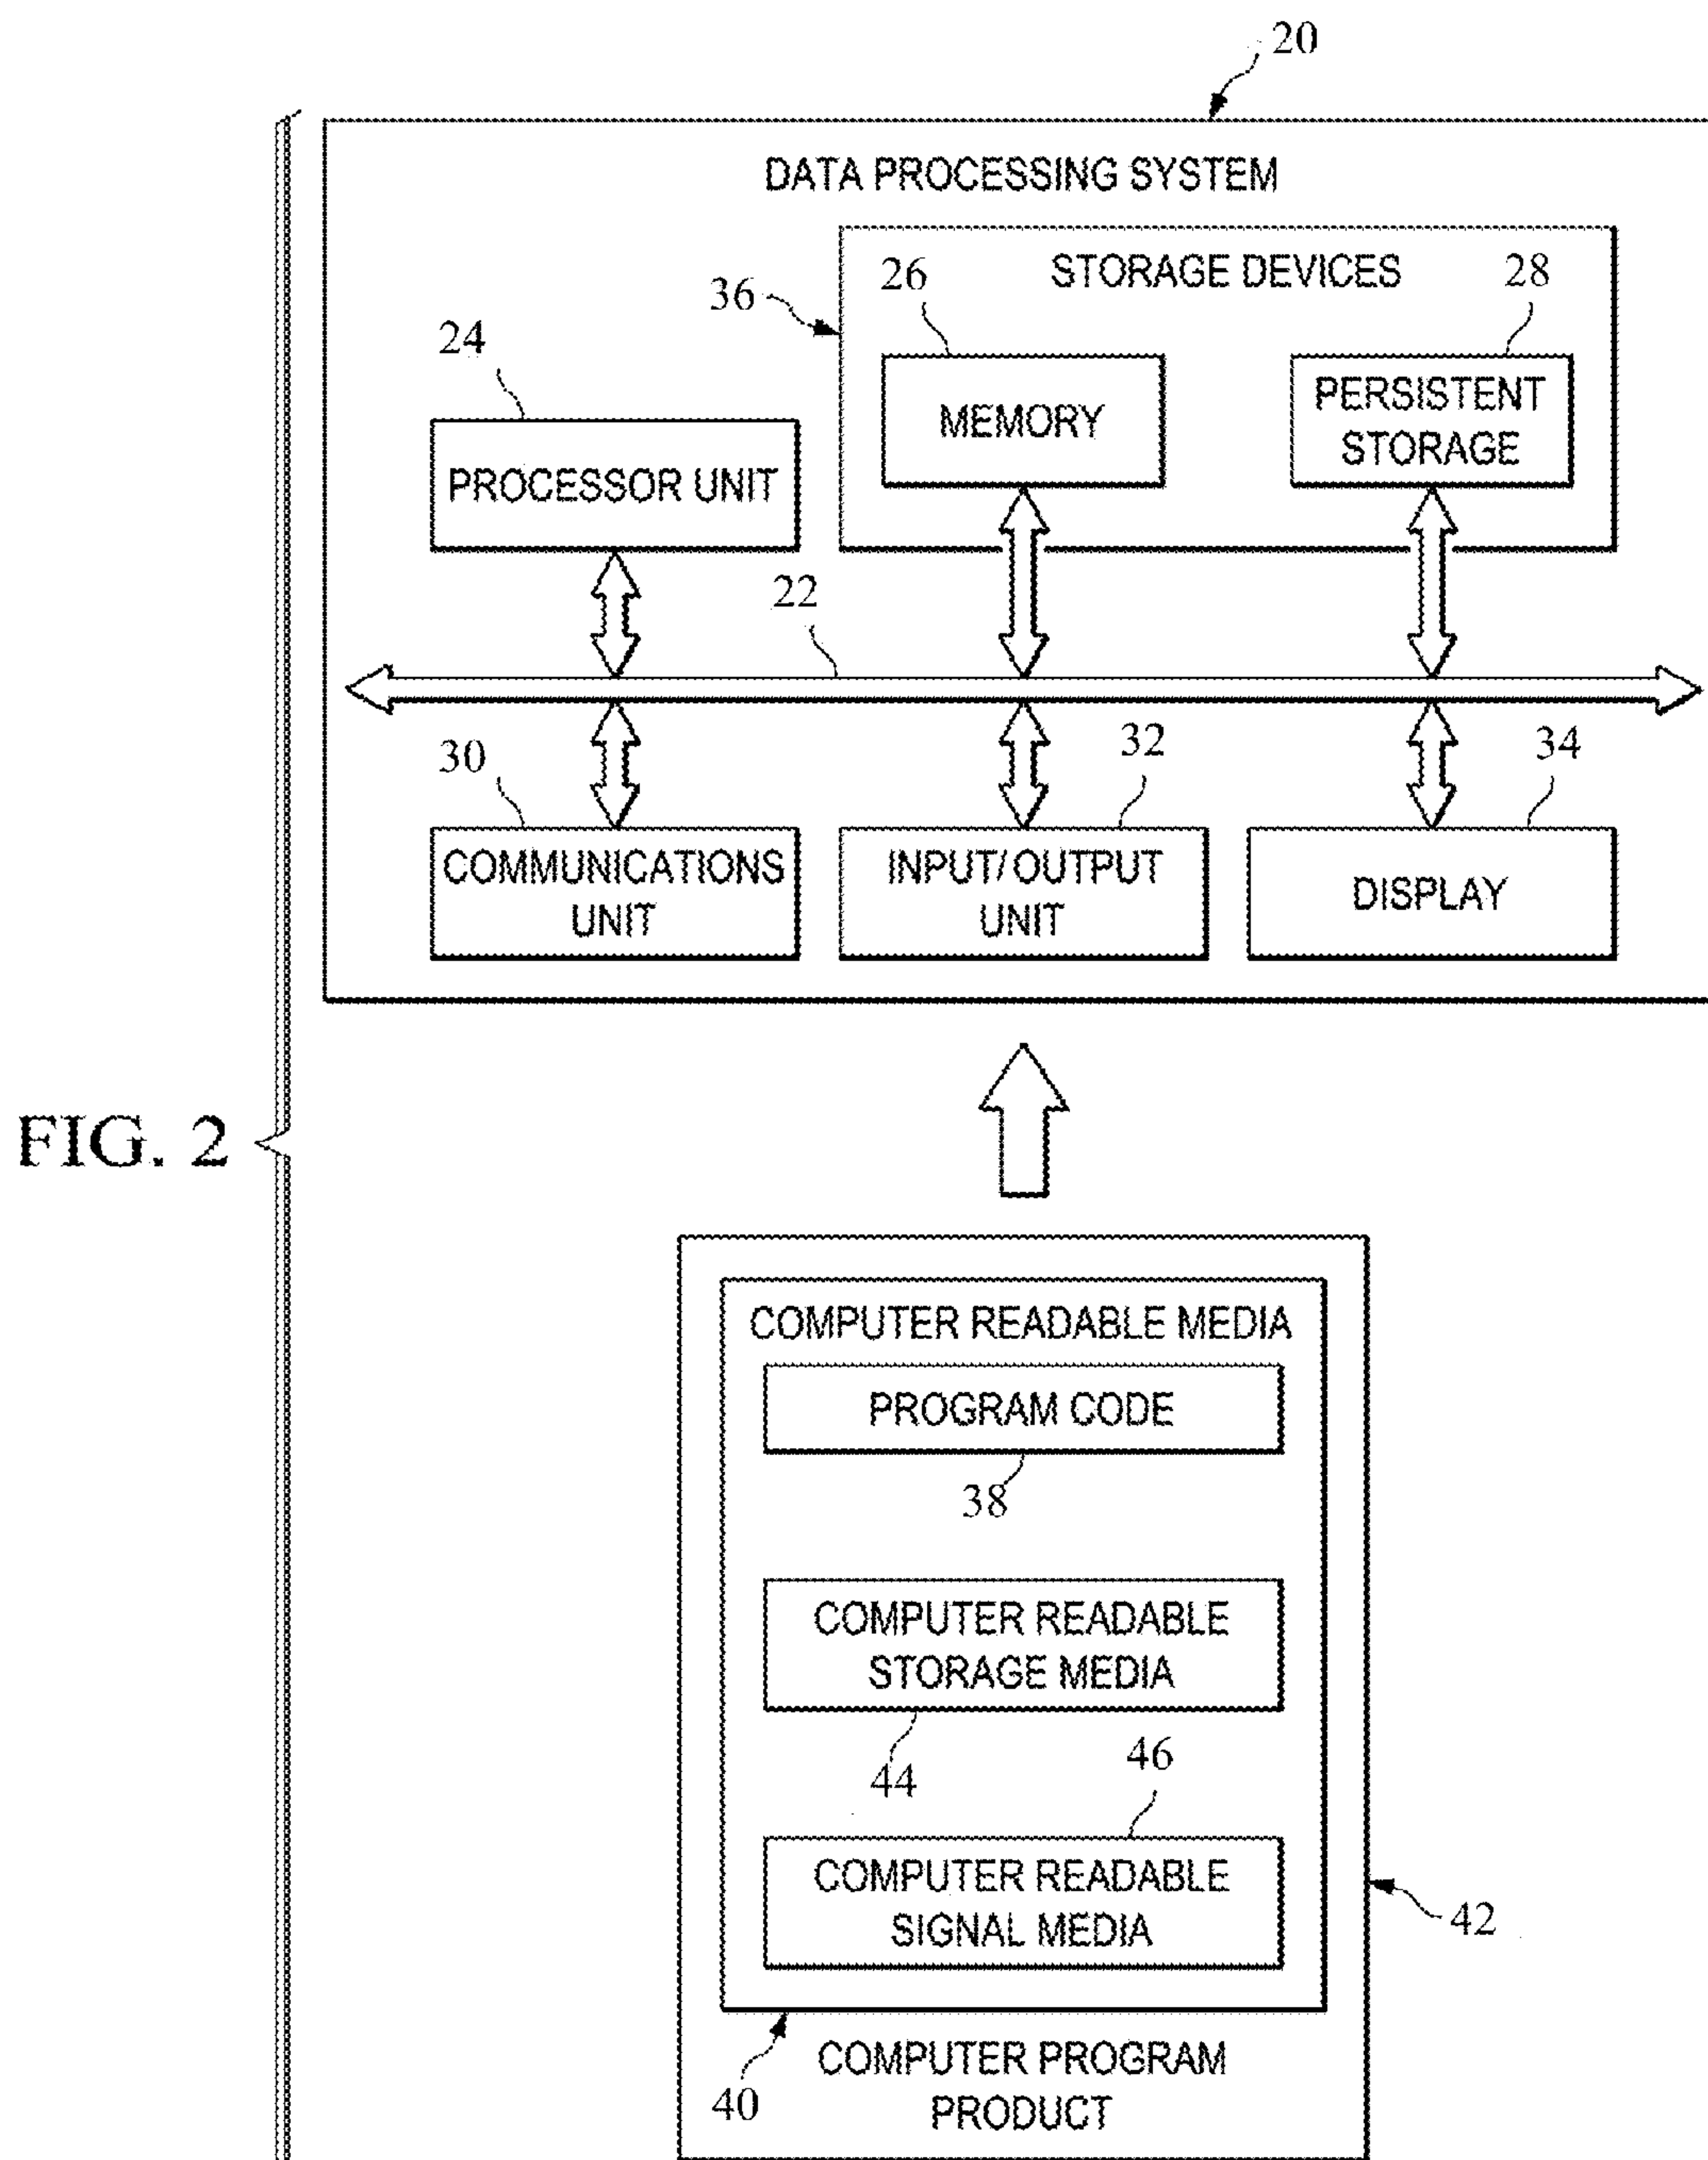 20
DATA PROCESSING SYSTEM
STORAGE DEVICES
36
26
28
24
MEMORY
PERSISTENT
STORAGE
PROCESSOR UNIT
22
30
32
34
COMMUNICATIONS
UNIT
INPUT/OUTPUT
UNIT
DISPLAY
FIG. 2
COMPUTER READABLE MEDIA
PROGRAM CODE
38
COMPUTER READABLE
STORAGE MEDIA
44
46
COMPUTER READABLE
SIGNAL MEDIA
42
40
COMPUTER PROGRAM
PRODUCT